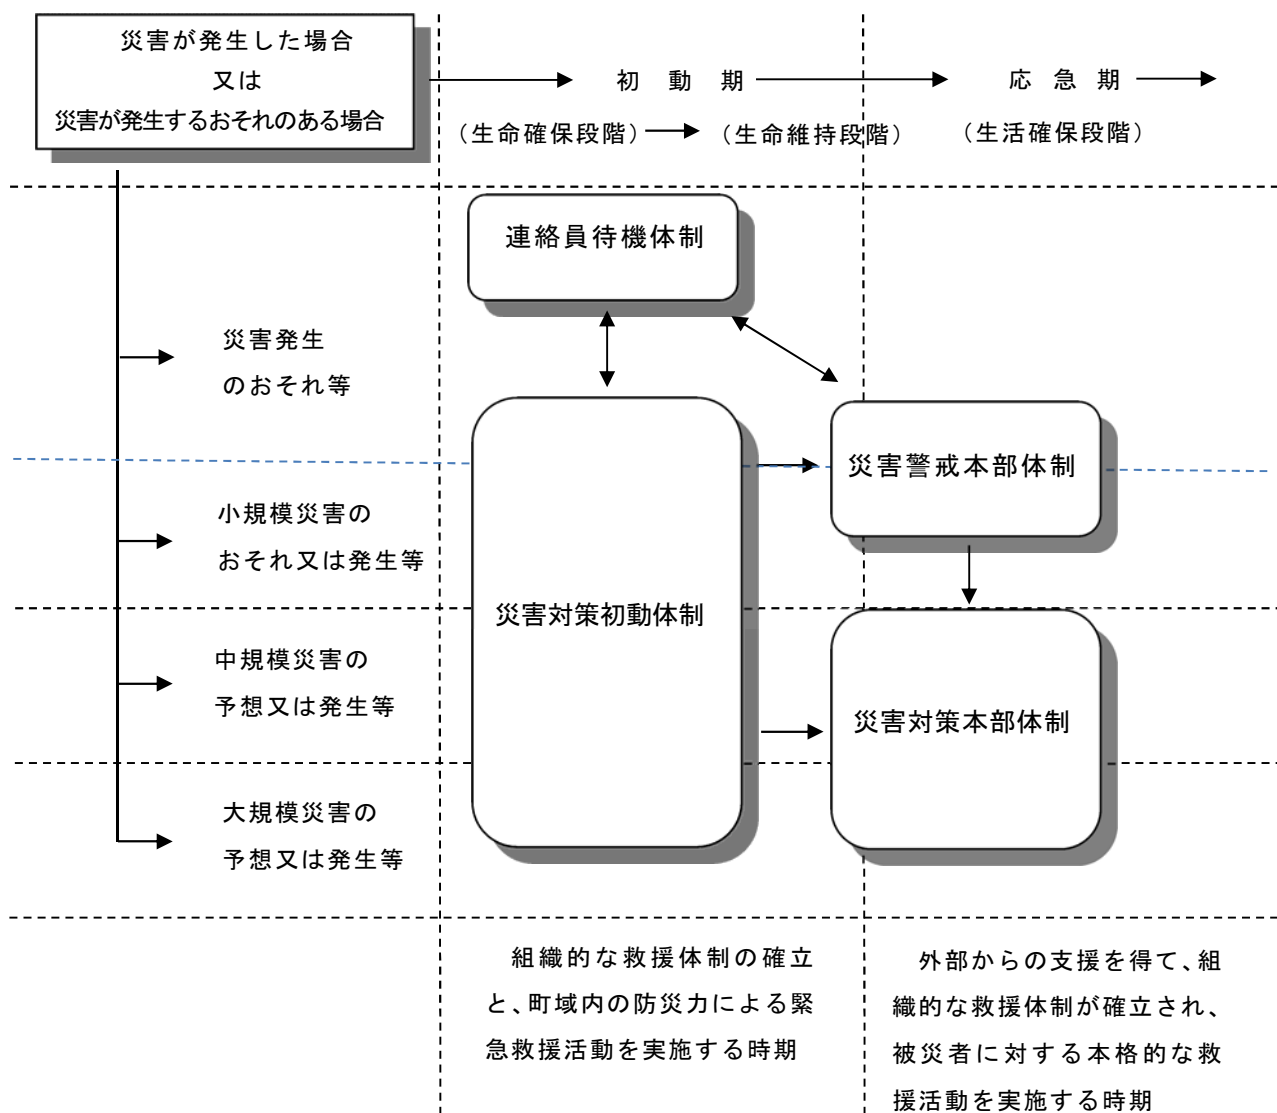 災害が発生した場合
又は
災害が発生するおそれのある場合
初動期
応急期
（生命確保段階）
（生命維持段階）
（生活確保段階）
連絡員待機体制
災害発生
のおそれ等
災害警戒本部体制
小規模災害の
おそれ又は発生等
災害対策初動体制
中規模災害の
予想又は発生等
災害対策本部体制
大規模災害の
予想又は発生等
組織的な救援体制の確立
と、町域内の防災力による緊
急救援活動を実施する時期
外部からの支援を得て、組
織的な救援体制が確立され、
被災者に対する本格的な救
援活動を実施する時期